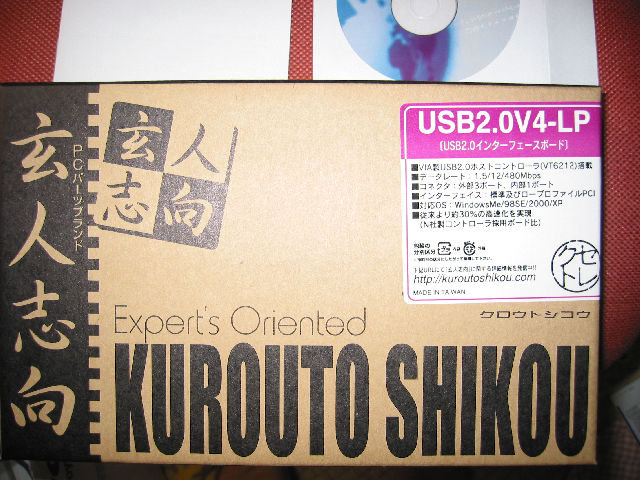 玄人志向
PCパーツブランド
玄人
志向
USB2.0V4-LP
(USB2.0インターフェースボード)
■VIA製USB2.0ホストコントローラ(VT6212)搭載
■データレート：1.5/12/480Mbps
■コネクタ：外部3ポート、内部1ポート
■インターフェイス：標準及びロープロファイルPCI
■対応OS：WindowsMe/98SE/2000/XP
■従来より約30%の高速化を実現
(N社製コントローラ採用ボード比)
http://kuroutoshikou.com
MADE IN TAIWAN
セクトレ
Expert's Oriented
クロウトシコウ
KUROUTO SHIKOU